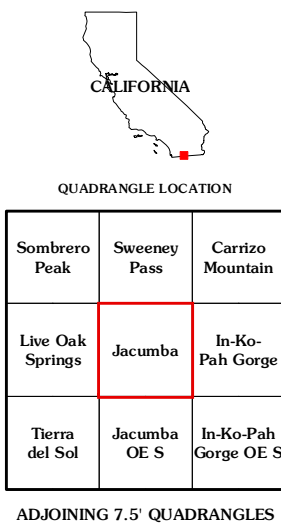 CALIFORNIA
QUADRANGLE LOCATION
Sombrero
Peak
Sweeney
Pass
Carrizo
Mountain
Live Oak
Springs
Jacumba
In-Ko-
Pah Gorge
Tierra
del Sol
Jacumba
OE S
In-Ko-Pah
Gorge OE S
ADJOINING 7.5' QUADRANGLES